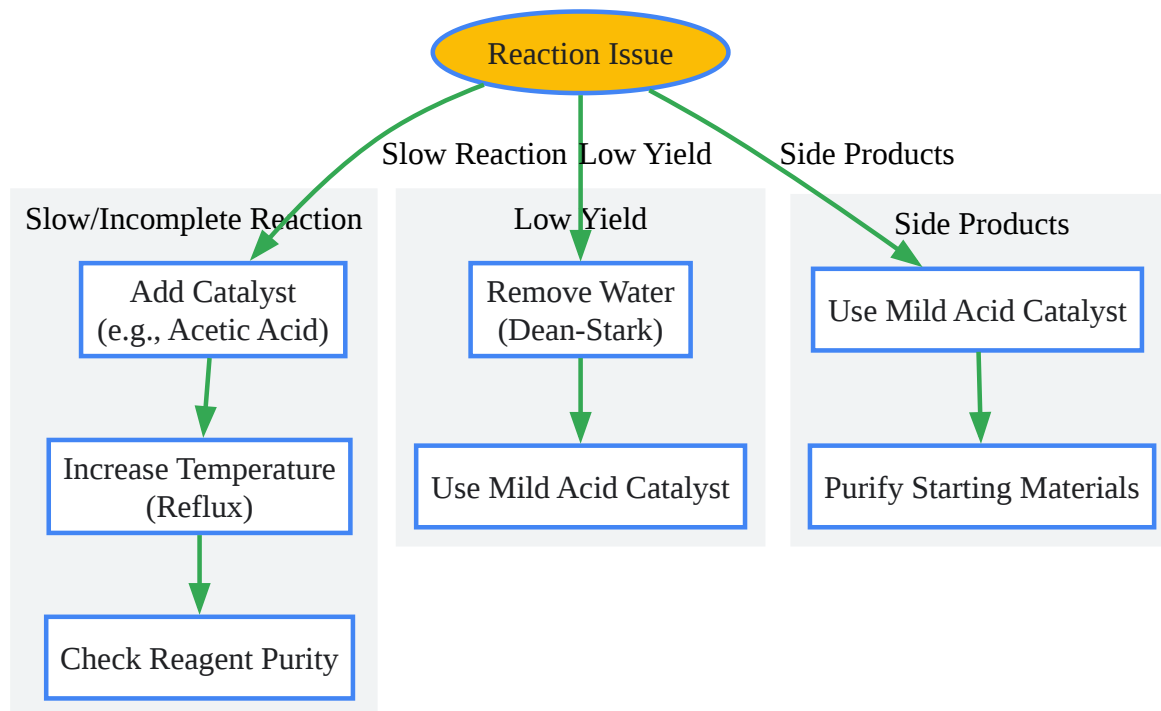 Reaction Issue
Slow Reaction
Low Yield
Side Products
Slow/Incomplete Reaction
Add Catalyst
(e.g., Acetic Acid)
Increase Temperature
(Reflux)
Check Reagent Purity
Low Yield
Remove Water
(Dean-Stark)
Use Mild Acid Catalyst
Side Products
Use Mild Acid Catalyst
Purify Starting Materials